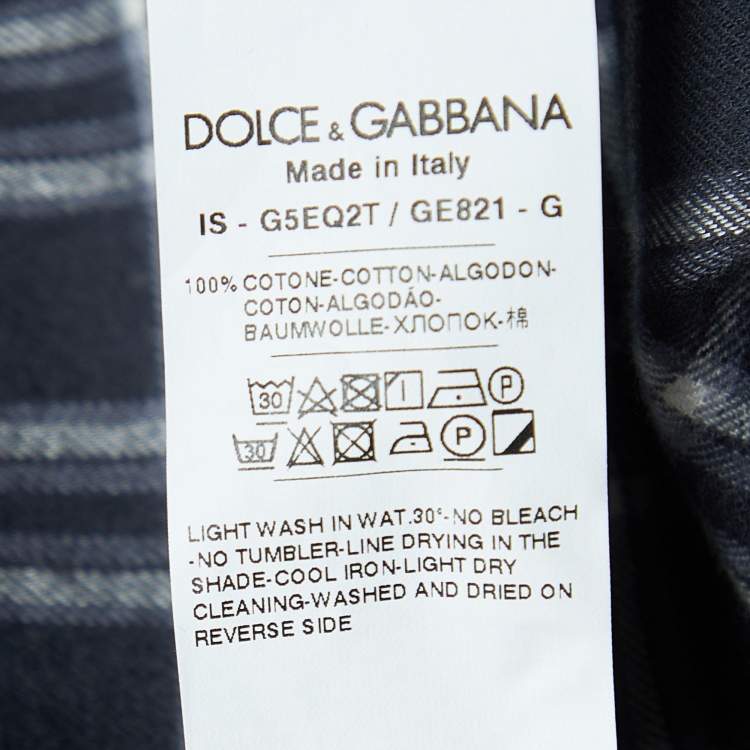 DOLCE & GABBANA
Made in Italy
IS - G5EQ2T / GE821 - G
100% COTONE-COTTON-ALGODON-
COTON-ALGODÃO-
BAUMWOLLE-ХЛОПОК-棉
30 P
30 P
LIGHT WASH IN WAT.30°-NO BLEACH
-NO TUMBLER-LINE DRYING IN THE
SHADE-COOL IRON-LIGHT DRY
CLEANING-WASHED AND DRIED ON
REVERSE SIDE